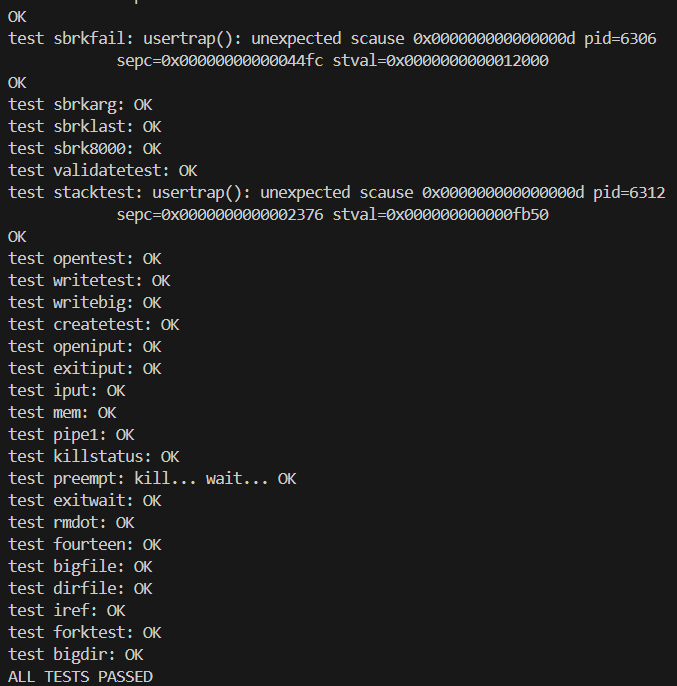 OK
test sbrkfail: usertrap(): unexpected scause 0x000000000000000d pid=6306
            sepc=0x00000000000044fc stval=0x0000000000012000
OK
test sbrkarg: OK
test sbrklast: OK
test sbrk8000: OK
test validatetest: OK
test stacktest: usertrap(): unexpected scause 0x000000000000000d pid=6312
            sepc=0x0000000000002376 stval=0x000000000000fb50
OK
test opentest: OK
test writetest: OK
test writebig: OK
test createtest: OK
test openiput: OK
test exitiput: OK
test iput: OK
test mem: OK
test pipe1: OK
test killstatus: OK
test preempt: kill... wait... OK
test exitwait: OK
test rmdot: OK
test fourteen: OK
test bigfile: OK
test dirfile: OK
test iref: OK
test forktest: OK
test bigdir: OK
ALL TESTS PASSED